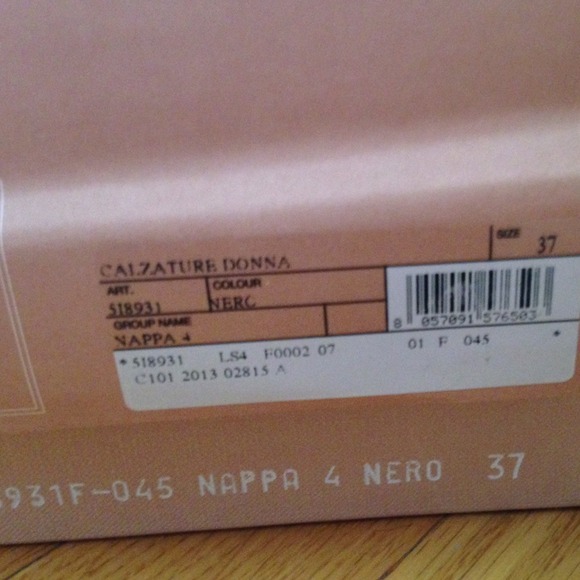 SIZE 37
CALZATURE DONNA
ART. COLOUR
518931 NERO
GROUP NAME
NAPPA 4
8 057091 576503
* 518931 LS4 F0002 07 01 F 045 *
C101 2013 02815 A
8931F-045 NAPPA 4 NERO 37